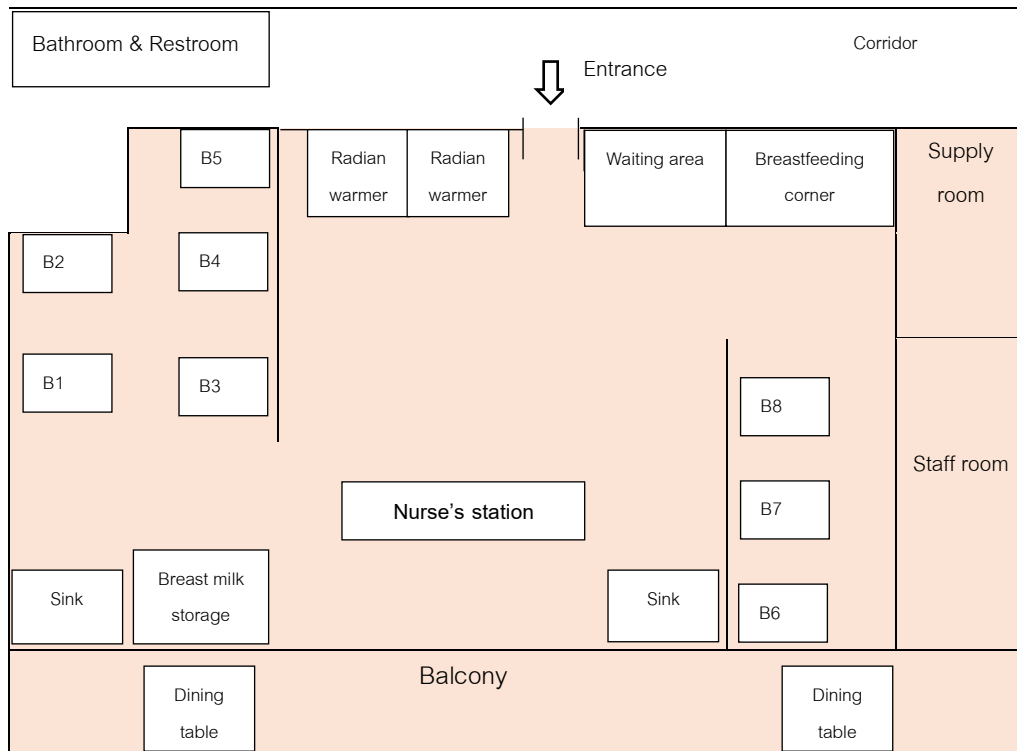 Bathroom & Restroom
Corridor
Entrance
B5
Radian
warmer
Radian
warmer
Waiting area
Breastfeeding
corner
Supply
room
B2
B4
B1
B3
B8
Staff room
Nurse's station
B7
Sink
Breast milk
storage
Sink
B6
Balcony
Dining
table
Dining
table